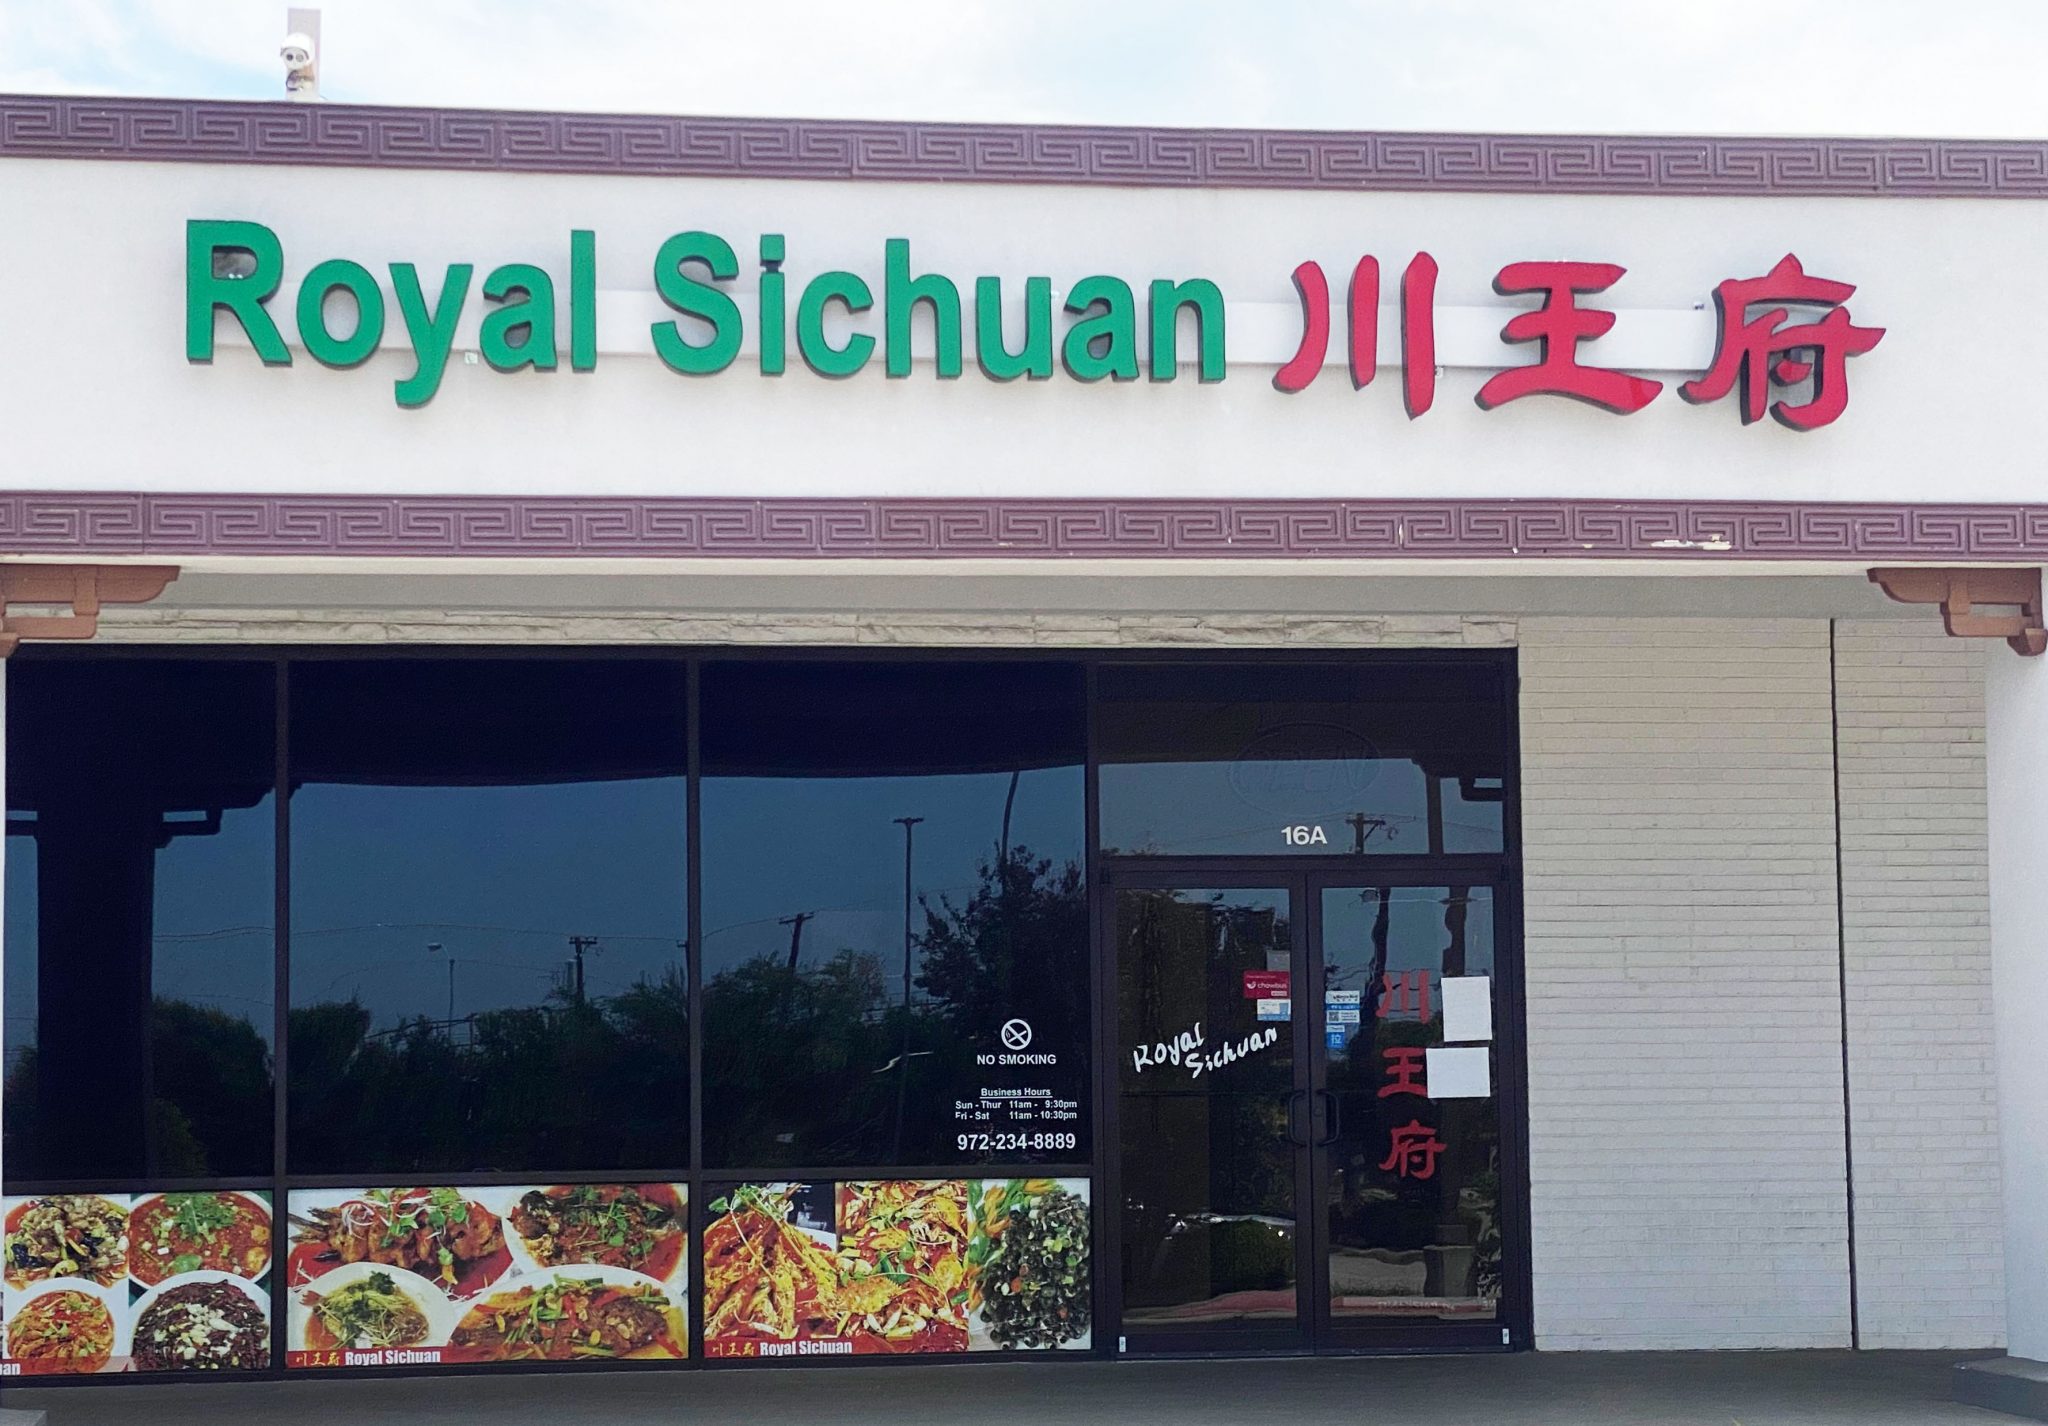 Royal Sichuan 川王府
16A
chowbus
Royal
Sichuan
川
王
府
NO SMOKING
Business Hours
Sun - Thur 11am - 9:30pm
Fri - Sat 11am - 10:30pm
972-234-8889
川王府 Royal Sichuan
川王府 Royal Sichuan